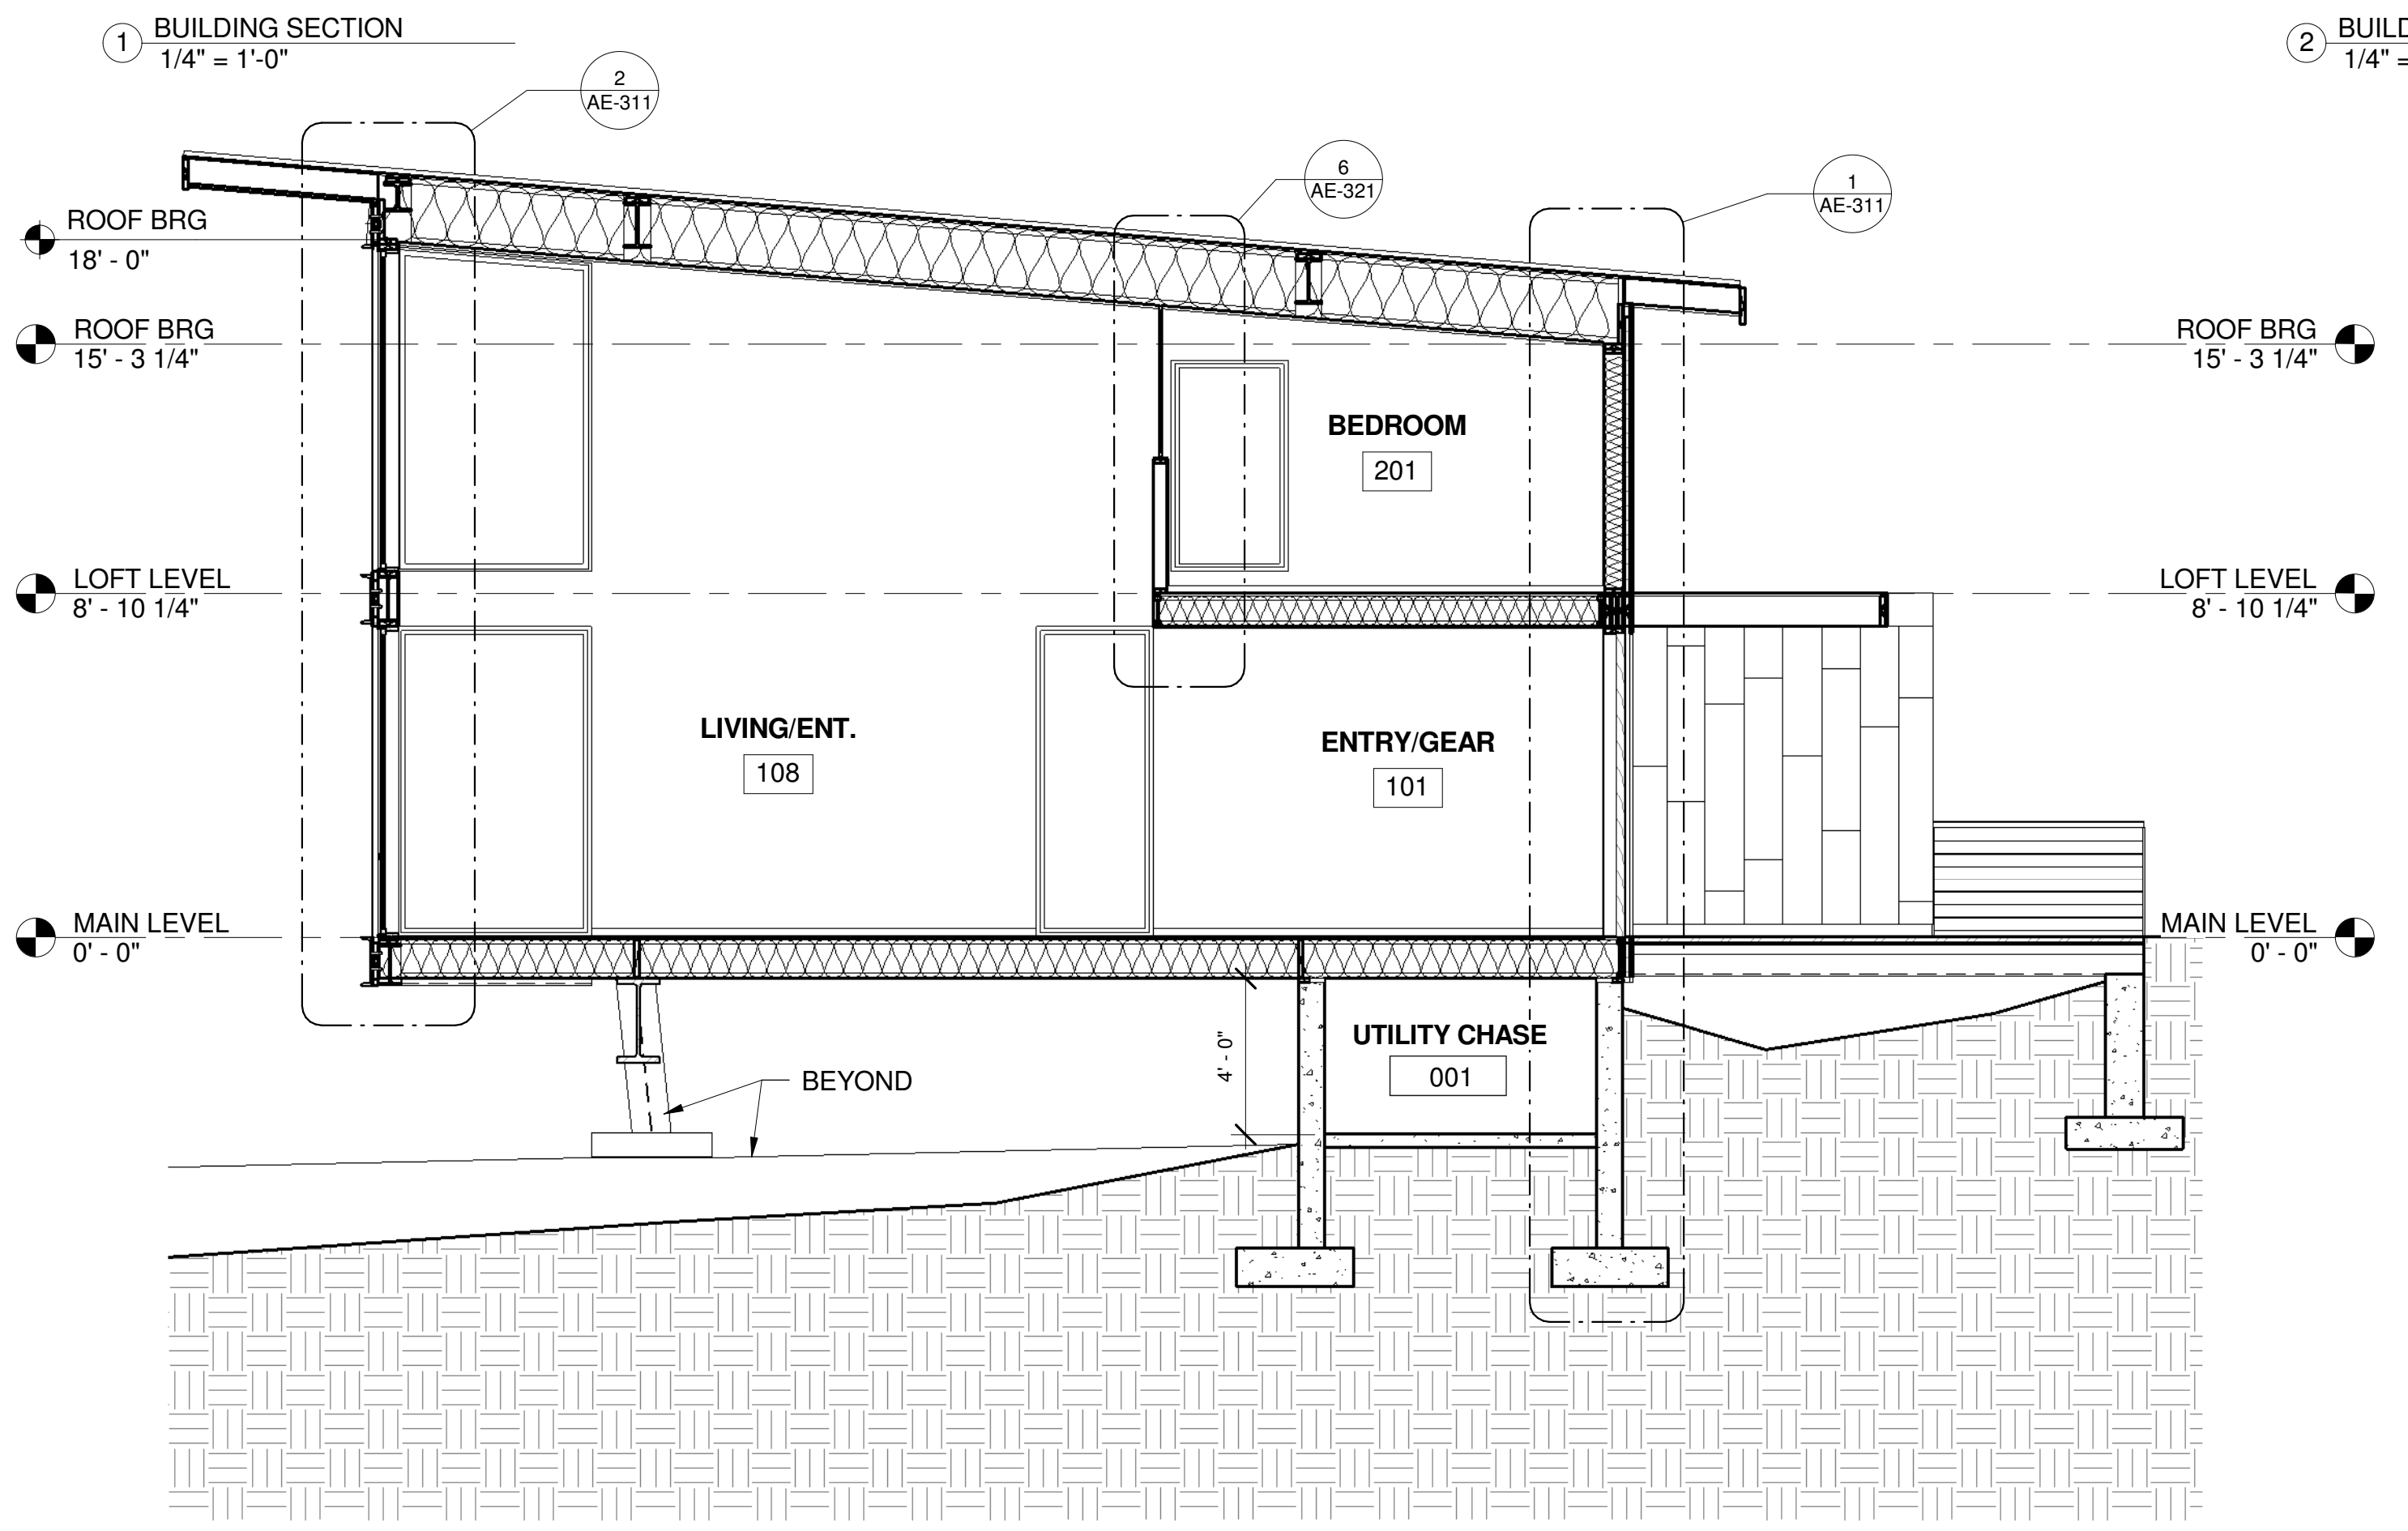 1
BUILDING SECTION
1/4" = 1'-0"
2
BUILD
1/4" =
2
AE-311
6
AE-321
1
AE-311
ROOF BRG
18' - 0"
ROOF BRG
15' - 3 1/4"
ROOF BRG
15' - 3 1/4"
BEDROOM
201
LOFT LEVEL
8' - 10 1/4"
LOFT LEVEL
8' - 10 1/4"
LIVING/ENT.
108
ENTRY/GEAR
101
MAIN LEVEL
0' - 0"
MAIN LEVEL
0' - 0"
4' - 0"
UTILITY CHASE
001
BEYOND